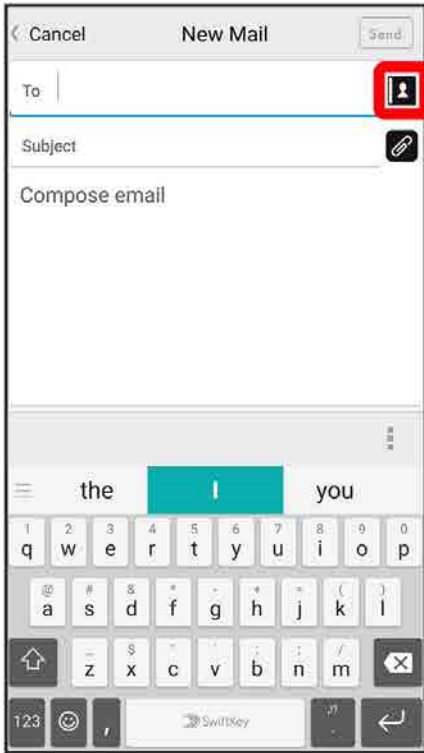 Cancel New Mail Send
To
Subject
Compose email
the I you
1 2 3 4 5 6 7 8 9 0
q w e r t y u i o p
@ # & * - + = ( )
a s d f g h j k l
_ $ " ' : ; /
z x c v b n m
123 , SwiftKey ,!? .